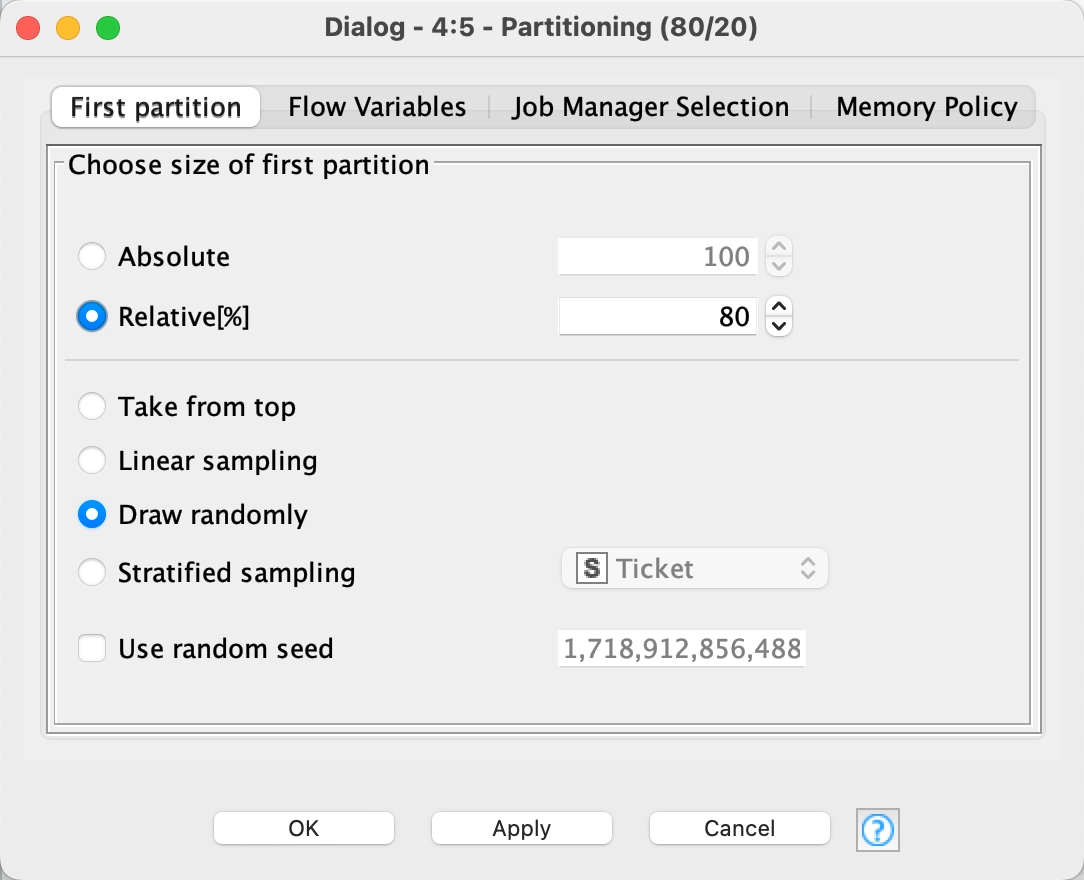 Dialog - 4:5 - Partitioning (80/20)
First partition Flow Variables Job Manager Selection Memory Policy
Choose size of first partition
Absolute 100
Relative[%] 80
Take from top
Linear sampling
Draw randomly
Stratified sampling S Ticket
Use random seed 1,718,912,856,488
OK Apply Cancel ?